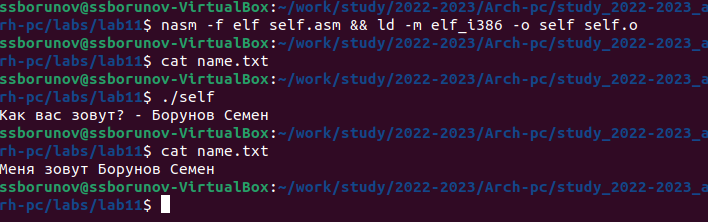 ssborunov@ssborunov-VirtualBox:~/work/study/2022-2023/Arch-pc/study_2022-2023_a
rh-pc/labs/lab11$ nasm -f elf self.asm && ld -m elf_i386 -o self self.o
ssborunov@ssborunov-VirtualBox:~/work/study/2022-2023/Arch-pc/study_2022-2023_a
rh-pc/labs/lab11$ cat name.txt
ssborunov@ssborunov-VirtualBox:~/work/study/2022-2023/Arch-pc/study_2022-2023_a
rh-pc/labs/lab11$ ./self
Как вас зовут? - Борунов Семен
ssborunov@ssborunov-VirtualBox:~/work/study/2022-2023/Arch-pc/study_2022-2023_a
rh-pc/labs/lab11$ cat name.txt
Меня зовут Борунов Семен
ssborunov@ssborunov-VirtualBox:~/work/study/2022-2023/Arch-pc/study_2022-2023_a
rh-pc/labs/lab11$